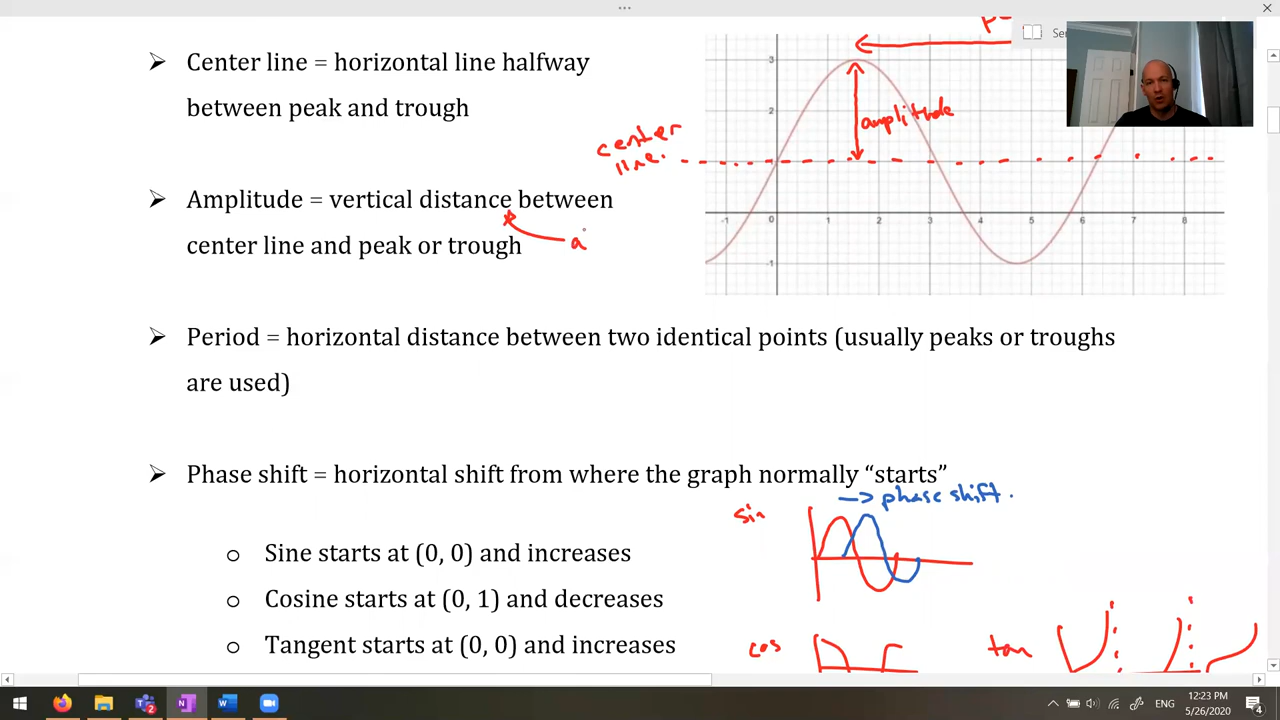 ➢ Center line = horizontal line halfway
between peak and trough
center
line.
amplitude
3
2
1
-1
-1
0
1
2
3
4
5
6
7
8
➢ Amplitude = vertical distance between
center line and peak or trough
a
➢ Period = horizontal distance between two identical points (usually peaks or troughs
are used)
➢ Phase shift = horizontal shift from where the graph normally “starts”
phase shift.
sin
o Sine starts at (0, 0) and increases
o Cosine starts at (0, 1) and decreases
o Tangent starts at (0, 0) and increases
cos
tan
ENG
12:23 PM
5/26/2020
4